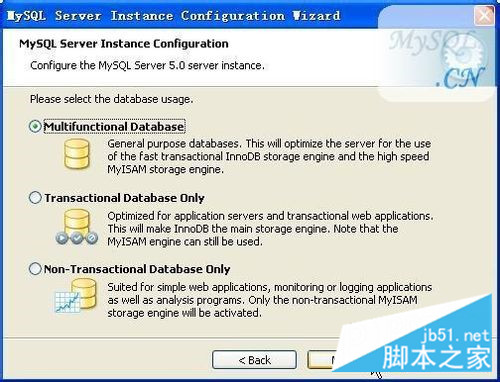 MySQL Server Instance Configuration Wizard
MySQL Server Instance Configuration
Configure the MySQL Server 5.0 server instance.
MySQL
.CN
Please select the database usage.
Multifunctional Database
General purpose databases. This will optimize the server for the use
of the fast transactional InnoDB storage engine and the high speed
MyISAM storage engine.
Transactional Database Only
Optimized for application servers and transactional web applications.
This will make InnoDB the main storage engine. Note that the
MyISAM engine can still be used.
Non-Transactional Database Only
Suited for simple web applications, monitoring or logging applications
as well as analysis programs. Only the non-transactional MyISAM
storage engine will be activated.
< Back
jb51.net
脚本之家